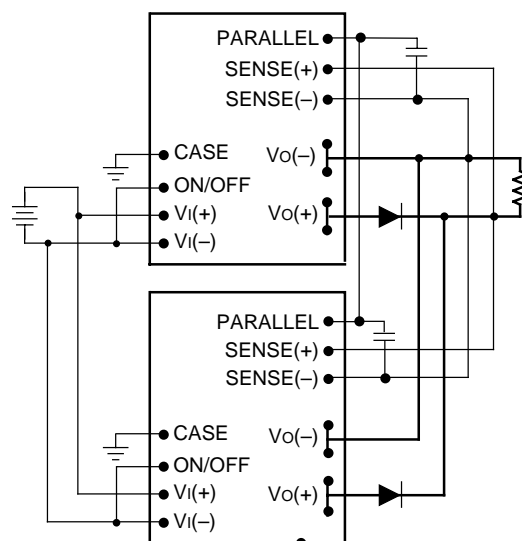 PARALLEL
SENSE(+)
SENSE(–)
CASE
VO(–)
ON/OFF
VI(+)
VO(+)
VI(–)
PARALLEL
SENSE(+)
SENSE(–)
CASE
VO(–)
ON/OFF
VI(+)
VO(+)
VI(–)